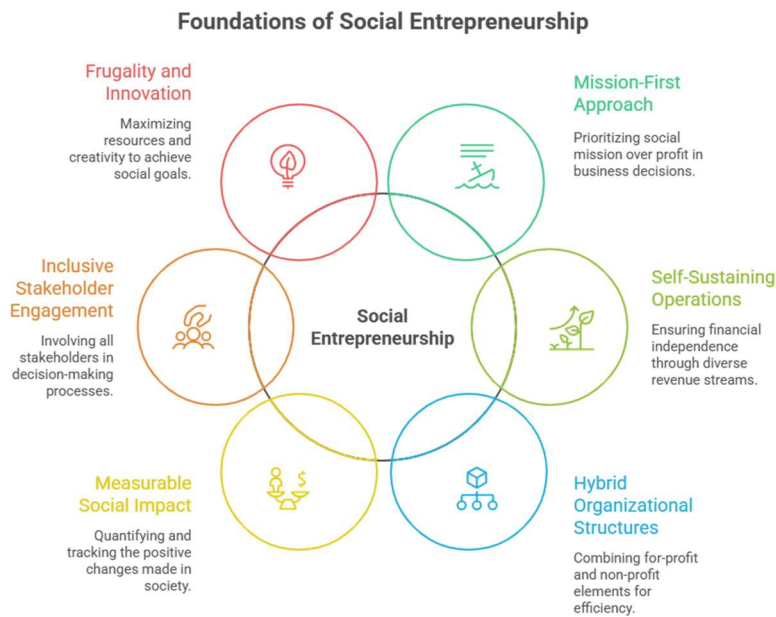 Foundations of Social Entrepreneurship
Frugality and
Innovation
Maximizing
resources and
creativity to achieve
social goals.
Mission-First
Approach
Prioritizing social
mission over profit in
business decisions.
Inclusive
Stakeholder
Engagement
Involving all
stakeholders in
decision-making
processes.
Social
Entrepreneurship
Self-Sustaining
Operations
Ensuring financial
independence
through diverse
revenue streams.
Measurable
Social Impact
Quantifying and
tracking the positive
changes made in
society.
$
Hybrid
Organizational
Structures
Combining for-profit
and non-profit
elements for
efficiency.